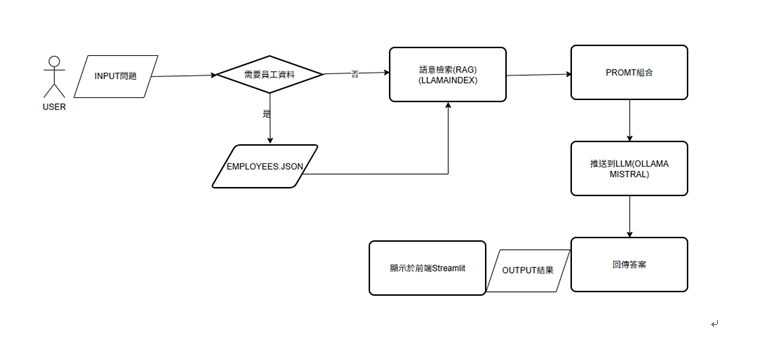 USER
INPUT問題
需要員工資料
否
是
EMPLOYEES.JSON
語意檢索(RAG)
(LLAMAINDEX)
PROMT組合
推送到LLM(OLLAMA
MISTRAL)
回傳答案
OUTPUT結果
顯示於前端Streamlit